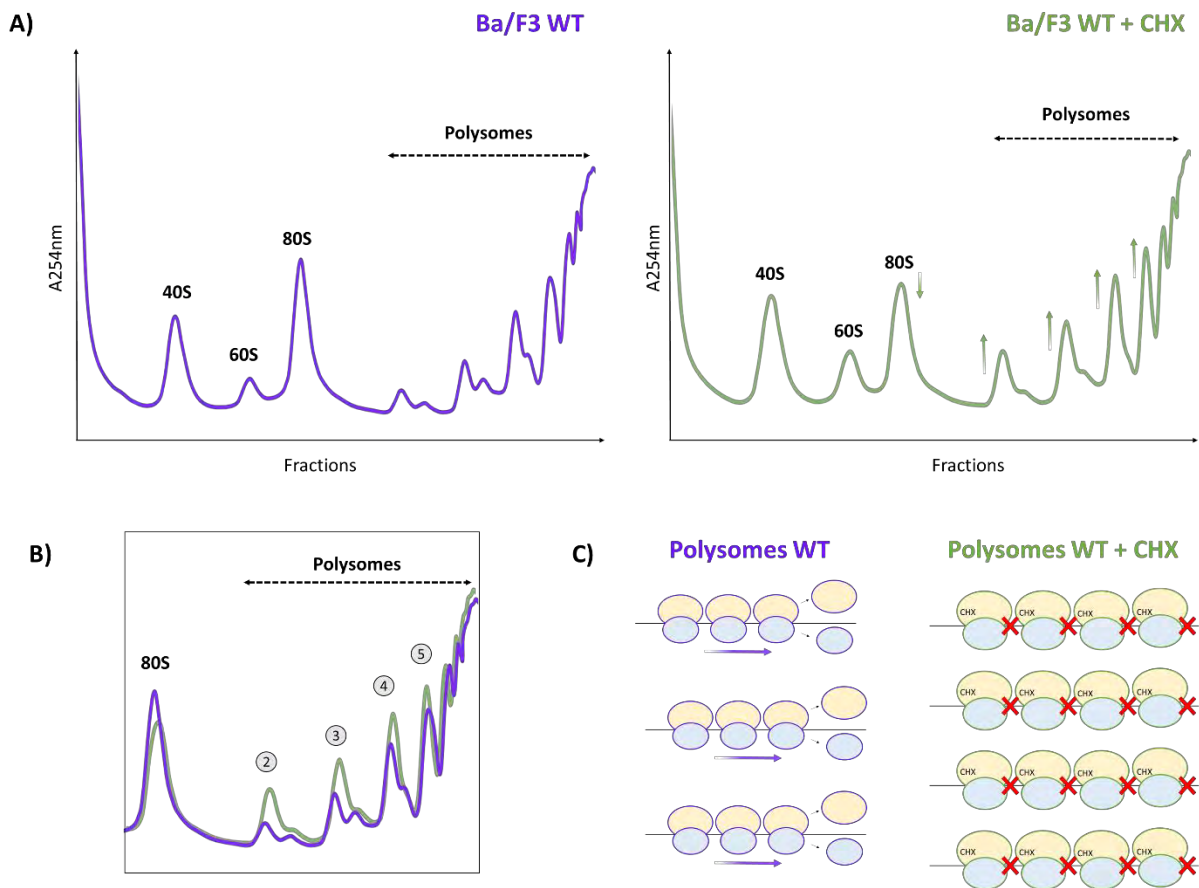 A)
Ba/F3 WT
A254nm
40S
60S
80S
Polysomes
Fractions
Ba/F3 WT + CHX
A254nm
40S
60S
80S
Polysomes
Fractions
B)
Polysomes
80S
2
3
4
5
C)
Polysomes WT
Polysomes WT + CHX
CHX CHX CHX CHX
CHX CHX CHX CHX
CHX CHX CHX CHX
CHX CHX CHX CHX